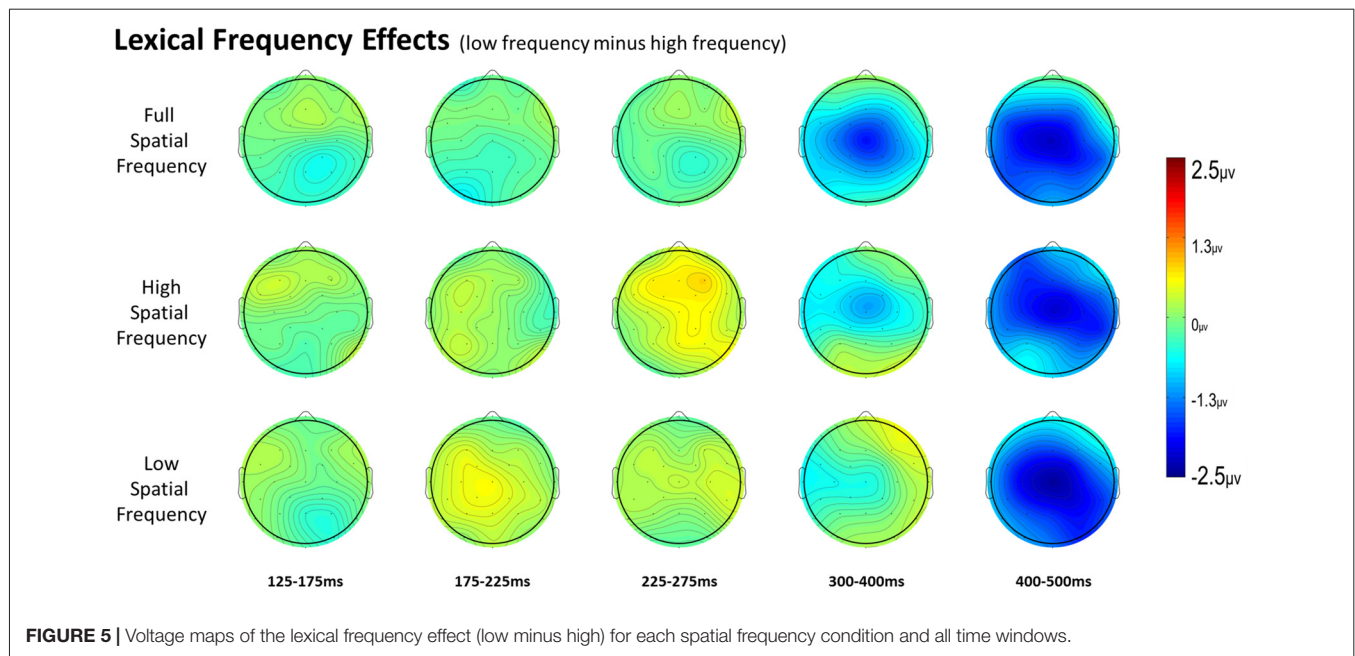 Lexical Frequency Effects (low frequency minus high frequency)
Full
Spatial
Frequency
High
Spatial
Frequency
Low
Spatial
Frequency
2.5μv
1.3μv
0μv
-1.3μv
-2.5μv
125-175ms 175-225ms 225-275ms 300-400ms 400-500ms
FIGURE 5 | Voltage maps of the lexical frequency effect (low minus high) for each spatial frequency condition and all time windows.